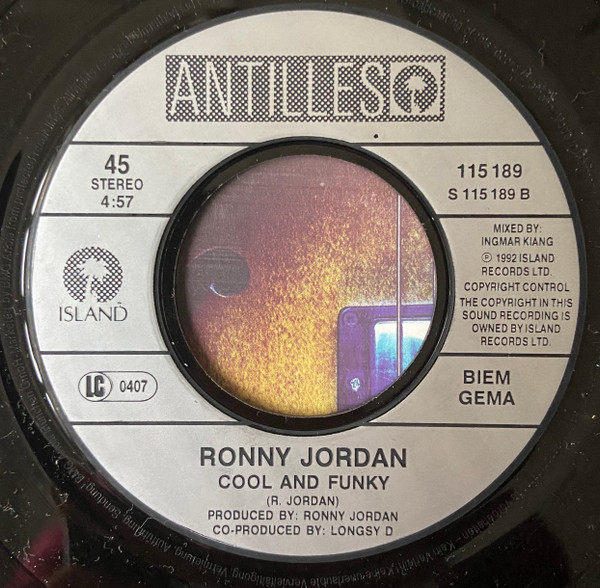 ANTILLES
45
STEREO
4:57
115 189
S 115 189 B
ISLAND
MIXED BY:
INGMAR KIANG
℗ 1992 ISLAND
RECORDS LTD.
COPYRIGHT CONTROL
THE COPYRIGHT IN THIS
SOUND RECORDING IS
OWNED BY ISLAND
RECORDS LTD.
LC 0407
BIEM
GEMA
RONNY JORDAN
COOL AND FUNKY
(R. JORDAN)
PRODUCED BY: RONNY JORDAN
CO-PRODUCED BY: LONGSY D